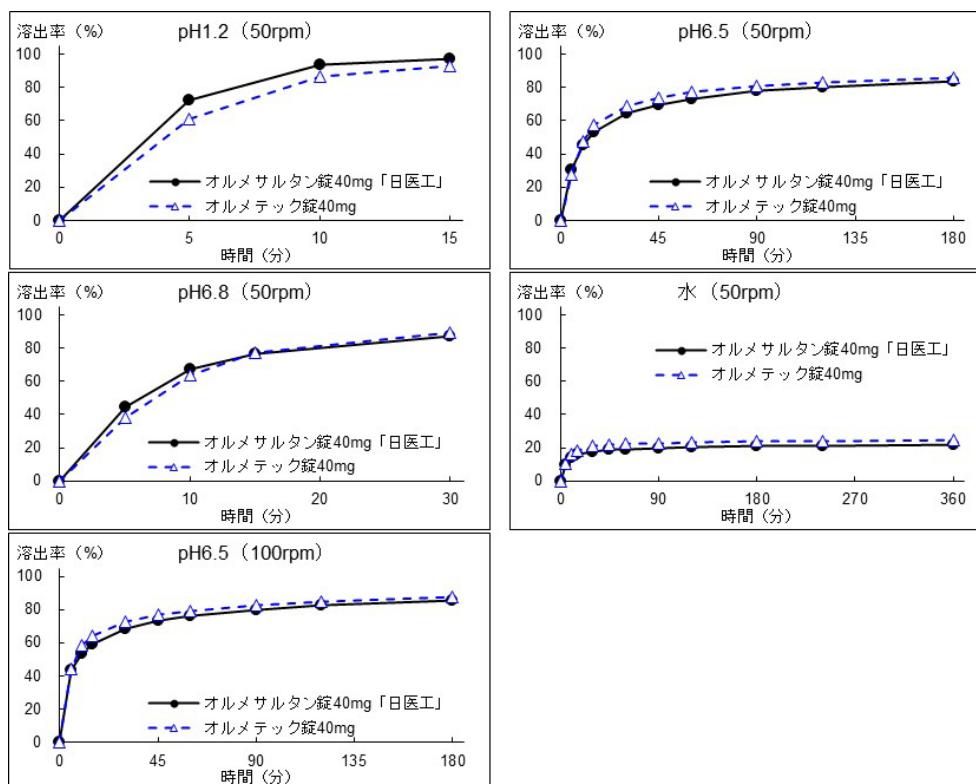 溶出率（%）
pH1.2（50rpm）
100
80
60
40
20
0
オルメサルタン錠40mg「日医工」
オルメテック錠40mg
0 5 10 15
時間（分）
溶出率（%）
pH6.5（50rpm）
100
80
60
40
20
0
オルメサルタン錠40mg「日医工」
オルメテック錠40mg
0 45 90 135 180
時間（分）
溶出率（%）
pH6.8（50rpm）
100
80
60
40
20
0
オルメサルタン錠40mg「日医工」
オルメテック錠40mg
0 10 20 30
時間（分）
溶出率（%）
水（50rpm）
100
80
60
40
20
0
オルメサルタン錠40mg「日医工」
オルメテック錠40mg
0 90 180 270 360
時間（分）
溶出率（%）
pH6.5（100rpm）
100
80
60
40
20
0
オルメサルタン錠40mg「日医工」
オルメテック錠40mg
0 45 90 135 180
時間（分）